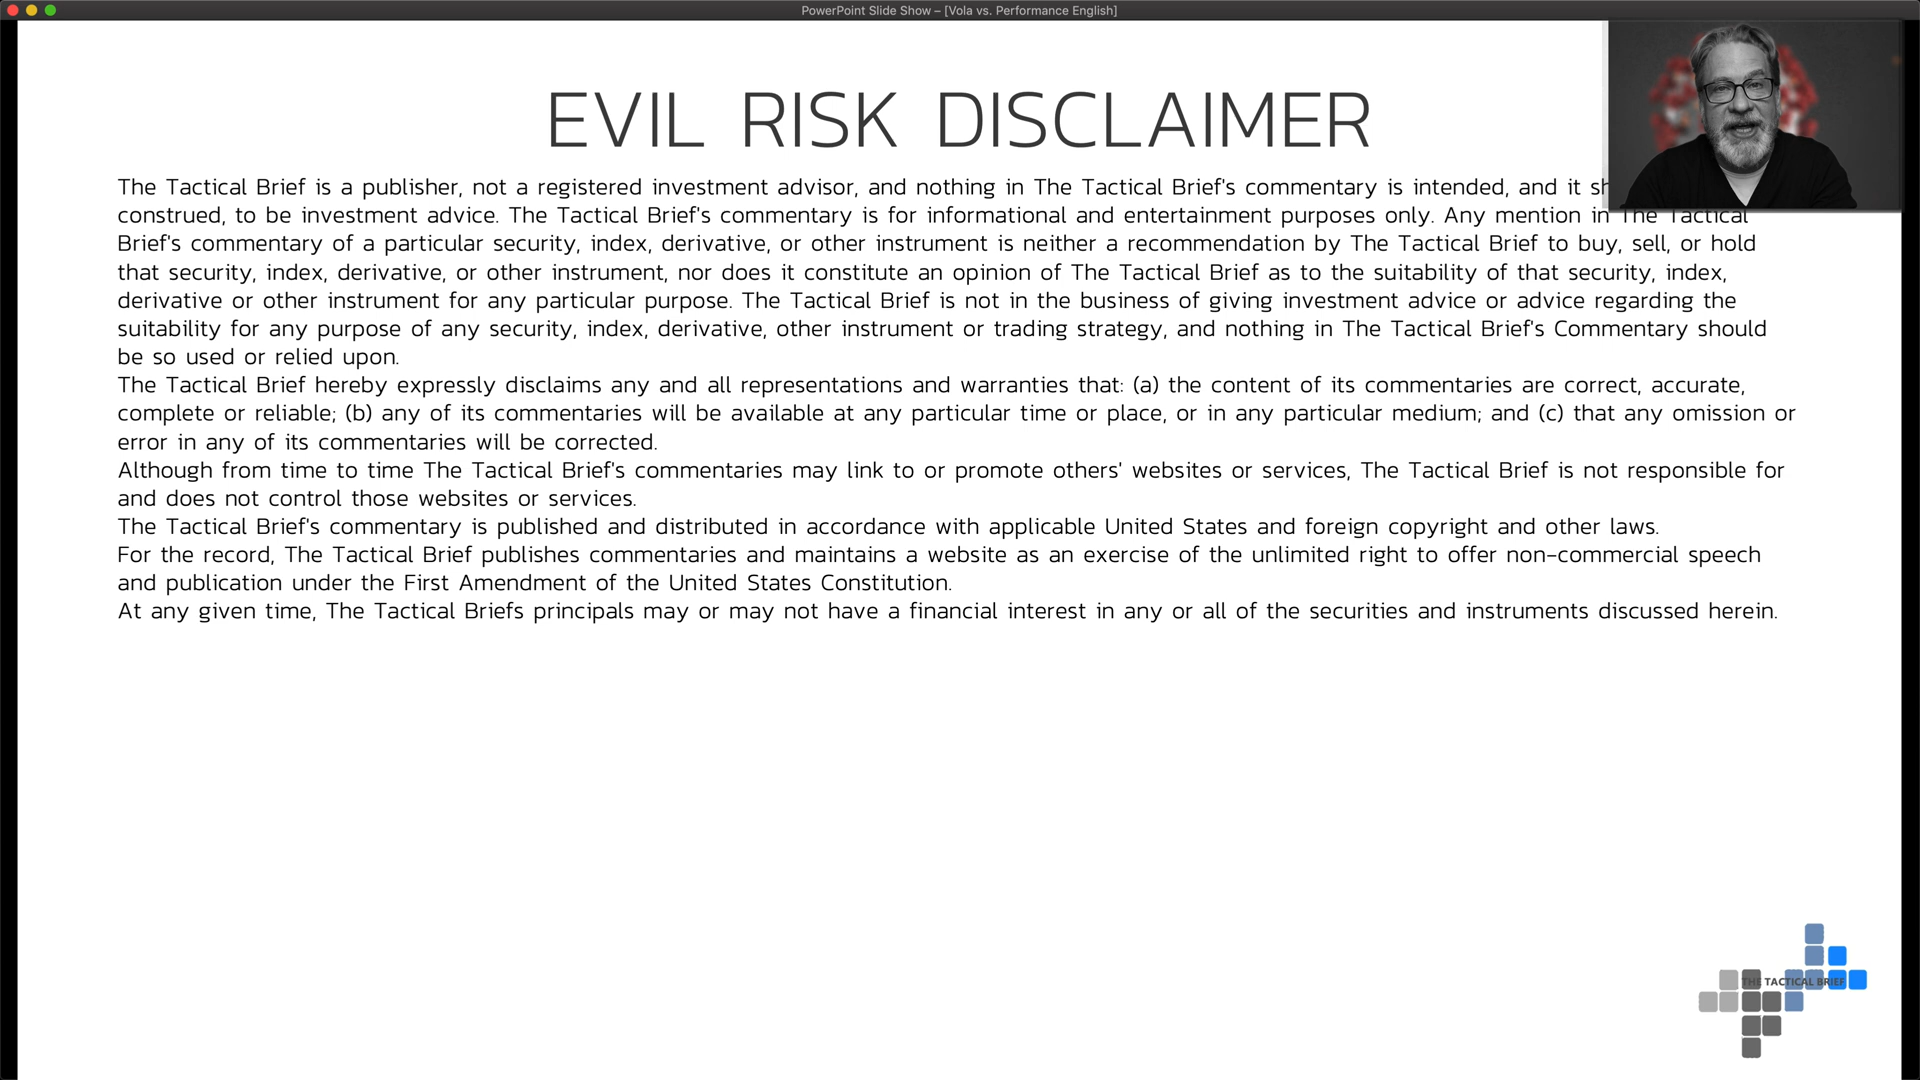 PowerPoint Slide Show – [Vola vs. Performance English]
EVIL RISK DISCLAIMER
The Tactical Brief is a publisher, not a registered investment advisor, and nothing in The Tactical Brief's commentary is intended, and it
construed, to be investment advice. The Tactical Brief's commentary is for informational and entertainment purposes only. Any mention in The Tactical
Brief's commentary of a particular security, index, derivative, or other instrument is neither a recommendation by The Tactical Brief to buy, sell, or hold
that security, index, derivative, or other instrument, nor does it constitute an opinion of The Tactical Brief as to the suitability of that security, index,
derivative or other instrument for any particular purpose. The Tactical Brief is not in the business of giving investment advice or advice regarding the
suitability for any purpose of any security, index, derivative, other instrument or trading strategy, and nothing in The Tactical Brief's Commentary should
be so used or relied upon.
The Tactical Brief hereby expressly disclaims any and all representations and warranties that: (a) the content of its commentaries are correct, accurate,
complete or reliable; (b) any of its commentaries will be available at any particular time or place, or in any particular medium; and (c) that any omission or
error in any of its commentaries will be corrected.
Although from time to time The Tactical Brief's commentaries may link to or promote others' websites or services, The Tactical Brief is not responsible for
and does not control those websites or services.
The Tactical Brief's commentary is published and distributed in accordance with applicable United States and foreign copyright and other laws.
For the record, The Tactical Brief publishes commentaries and maintains a website as an exercise of the unlimited right to offer non-commercial speech
and publication under the First Amendment of the United States Constitution.
At any given time, The Tactical Briefs principals may or may not have a financial interest in any or all of the securities and instruments discussed herein.
THE TACTICAL BRIEF